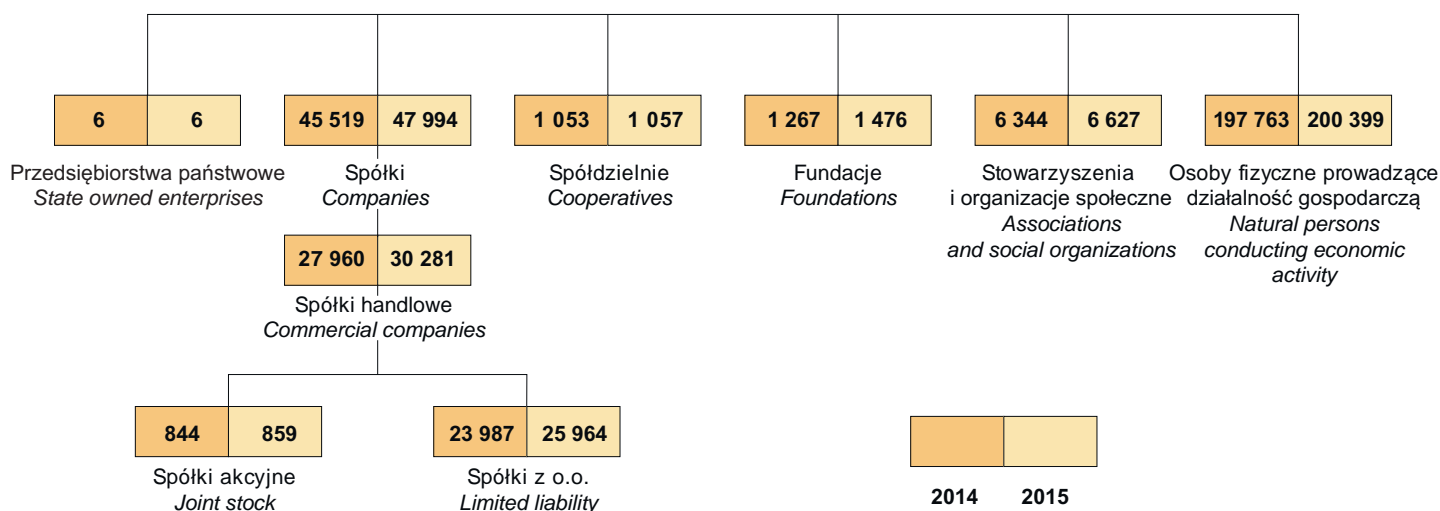 6 6
45 519 47 994
1 053 1 057
1 267 1 476
6 344 6 627
197 763 200 399
Przedsiębiorstwa państwowe
State owned enterprises
Spółki
Companies
Spółdzielnie
Cooperatives
Fundacje
Foundations
Stowarzyszenia
i organizacje społeczne
Associations
and social organizations
Osoby fizyczne prowadzące
działalność gospodarczą
Natural persons
conducting economic
activity
27 960 30 281
Spółki handlowe
Commercial companies
844 859
Spółki akcyjne
Joint stock
23 987 25 964
Spółki z o.o.
Limited liability
2014 2015